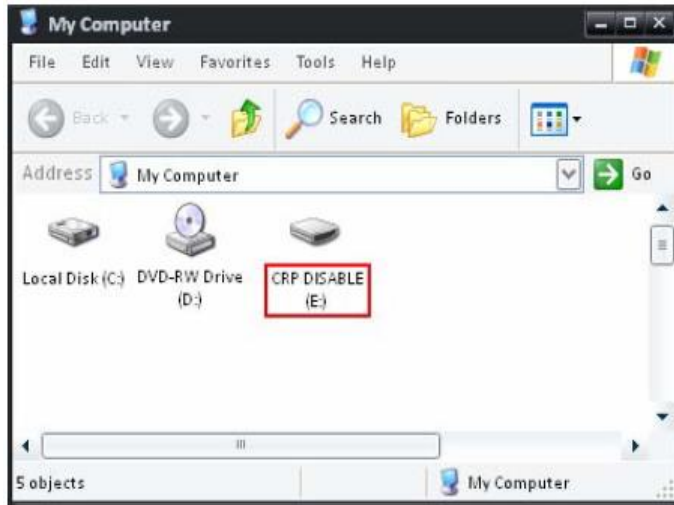 My Computer
File Edit View Favorites Tools Help
Back Search Folders
Address My Computer Go
Local Disk (C:) DVD-RW Drive (D:) CRP DISABLE (E:)
5 objects My Computer